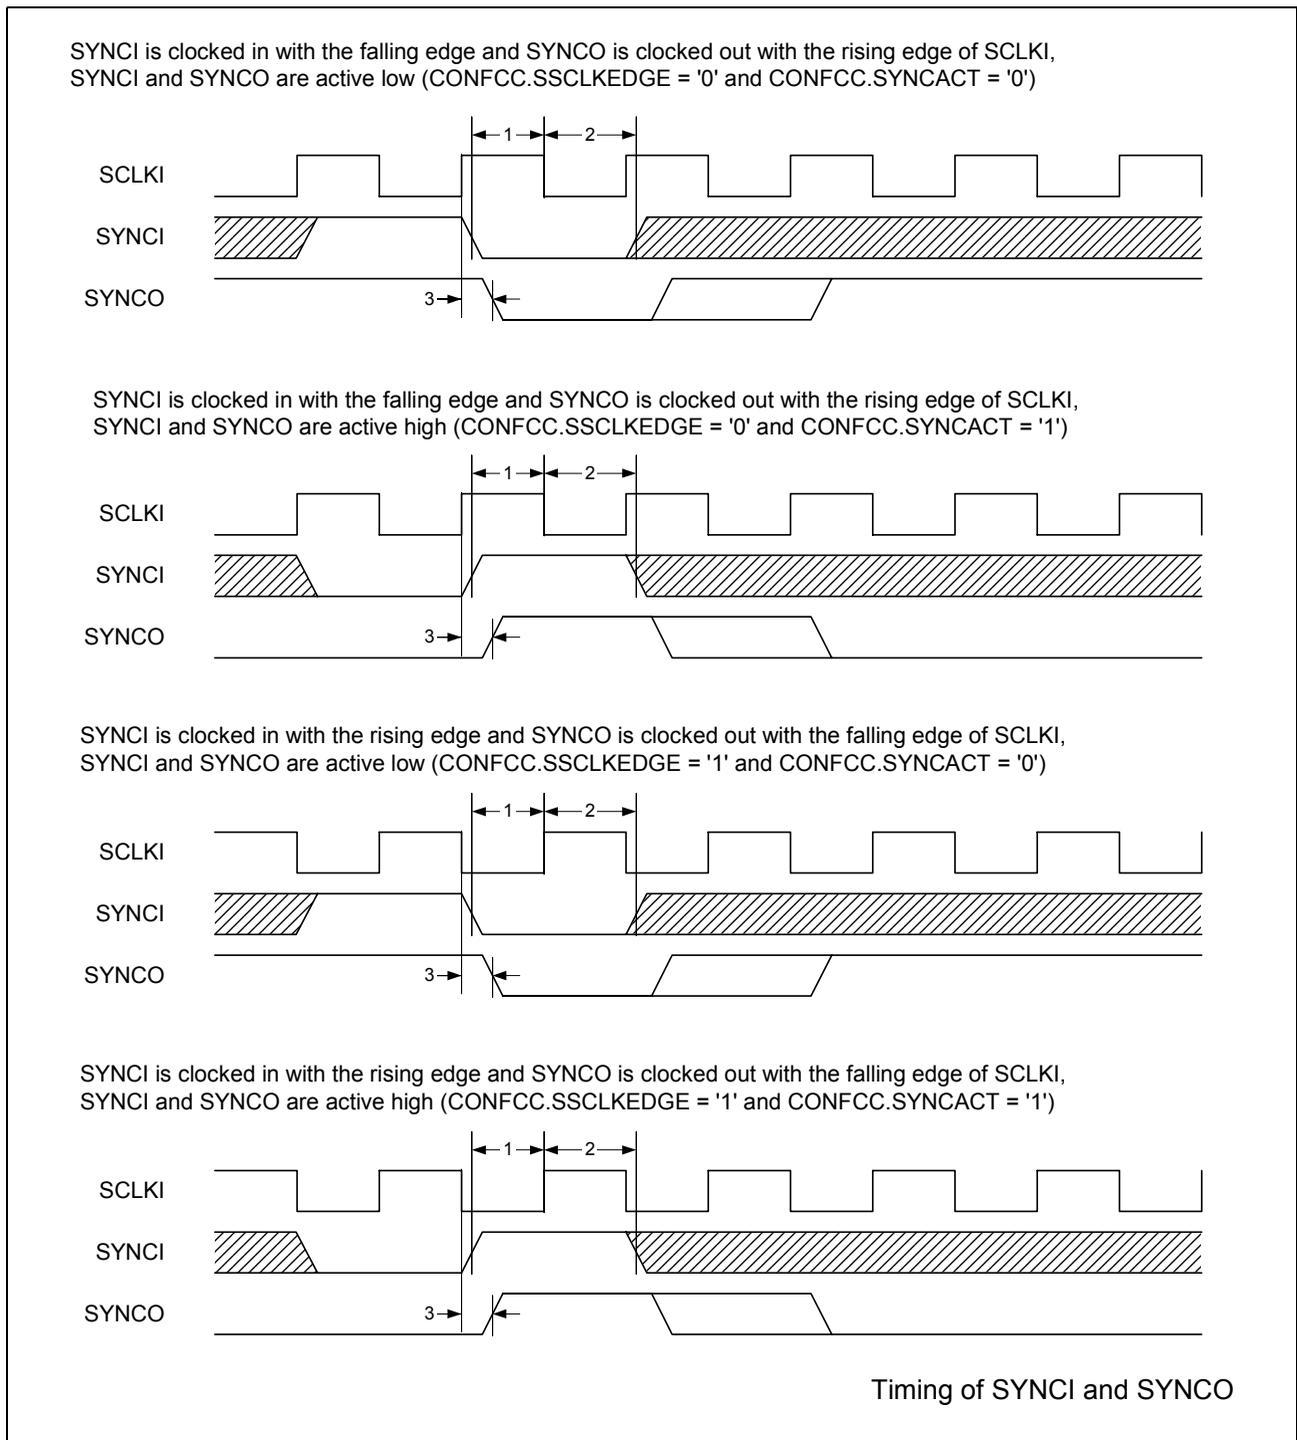 SYNCI is clocked in with the falling edge and SYNCO is clocked out with the rising edge of SCLKI,
SYNCI and SYNCO are active low (CONFCC.SSCLKEDGE = '0' and CONFCC.SYNCACT = '0')
1 2
SCLKI
SYNCI
SYNCO
3
SYNCI is clocked in with the falling edge and SYNCO is clocked out with the rising edge of SCLKI,
SYNCI and SYNCO are active high (CONFCC.SSCLKEDGE = '0' and CONFCC.SYNCACT = '1')
1 2
SCLKI
SYNCI
SYNCO
3
SYNCI is clocked in with the rising edge and SYNCO is clocked out with the falling edge of SCLKI,
SYNCI and SYNCO are active low (CONFCC.SSCLKEDGE = '1' and CONFCC.SYNCACT = '0')
1 2
SCLKI
SYNCI
SYNCO
3
SYNCI is clocked in with the rising edge and SYNCO is clocked out with the falling edge of SCLKI,
SYNCI and SYNCO are active high (CONFCC.SSCLKEDGE = '1' and CONFCC.SYNCACT = '1')
1 2
SCLKI
SYNCI
SYNCO
3
Timing of SYNCI and SYNCO